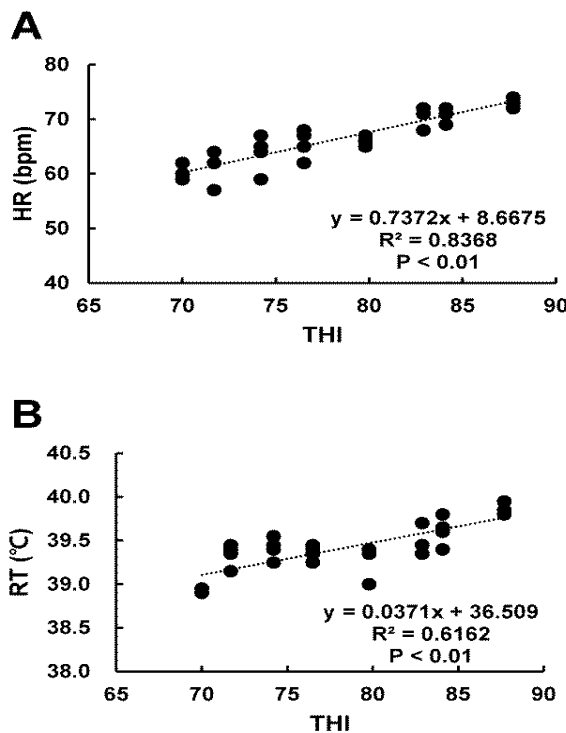 A
80
70
60
50
40
HR (bpm)
y = 0.7372x + 8.6675
R² = 0.8368
P < 0.01
65 70 75 80 85 90
THI
B
40.5
40.0
39.5
39.0
38.5
38.0
RT (°C)
y = 0.0371x + 36.509
R² = 0.6162
P < 0.01
65 70 75 80 85 90
THI